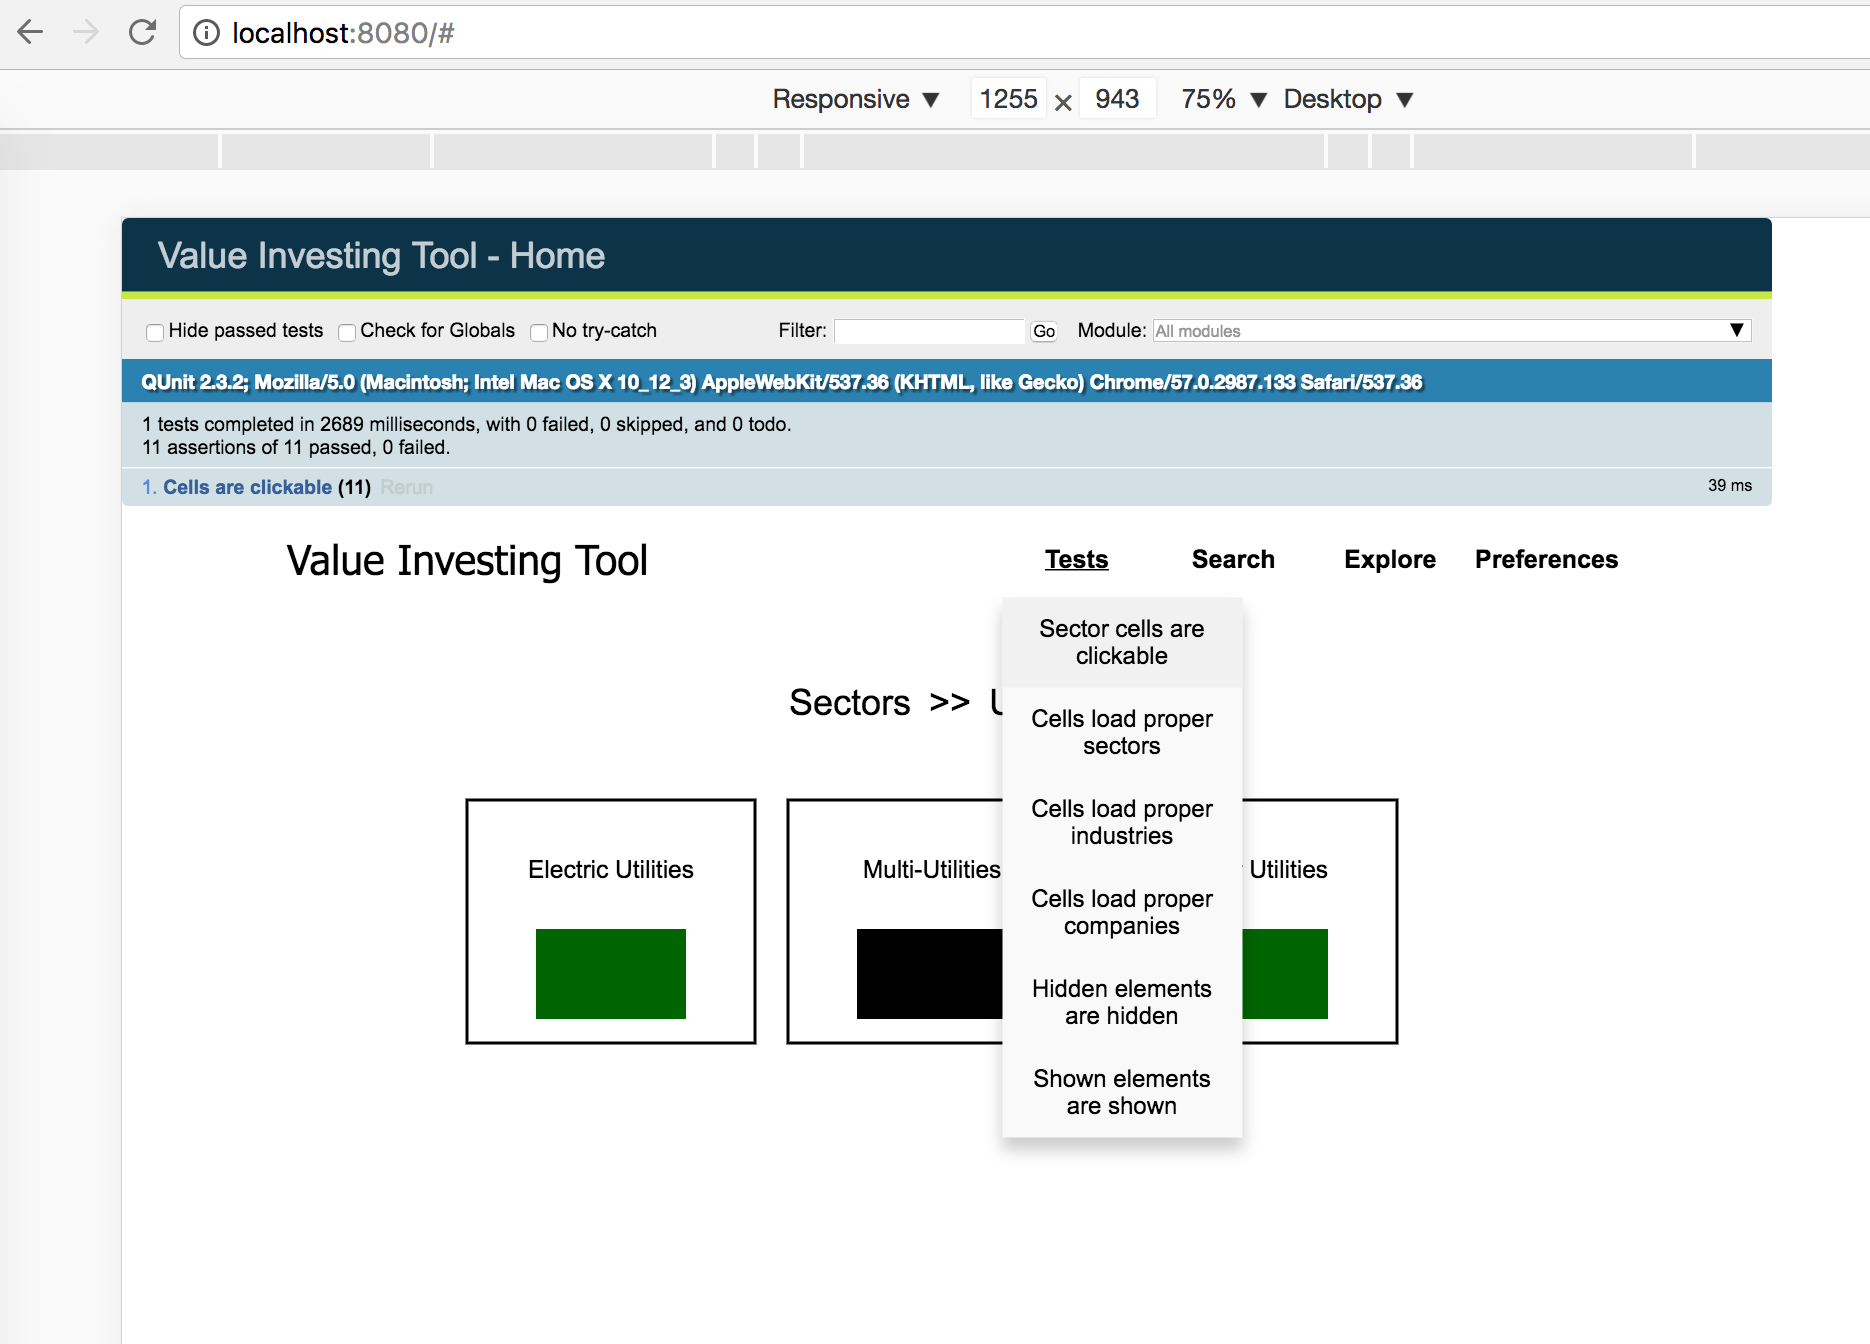 localhost:8080/#
Responsive ▼ 1255 × 943 75% ▼ Desktop ▼
Value Investing Tool - Home
Hide passed tests Check for Globals No try-catch Filter: Go Module: All modules ▼
QUnit 2.3.2; Mozilla/5.0 (Macintosh; Intel Mac OS X 10_12_3) AppleWebKit/537.36 (KHTML, like Gecko) Chrome/57.0.2987.133 Safari/537.36
1 tests completed in 2689 milliseconds, with 0 failed, 0 skipped, and 0 todo.
11 assertions of 11 passed, 0 failed.
1. Cells are clickable (11) Rerun 39 ms
Value Investing Tool Tests Search Explore Preferences
Sector cells are
clickable
Cells load proper
sectors
Cells load proper
industries
Cells load proper
companies
Hidden elements
are hidden
Shown elements
are shown
Sectors >>
Electric Utilities
Multi-Utilities
Utilities